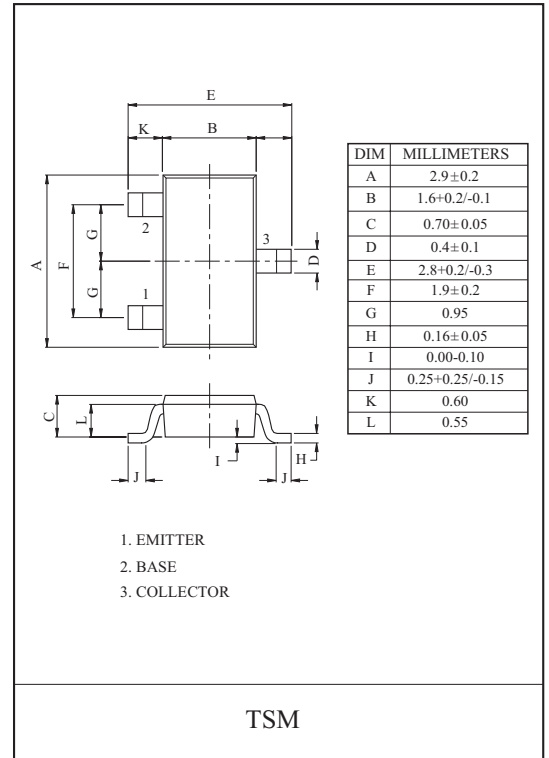 E
K B
2
3
G
A
F
D
G
1
C
L
I
H
J
J
DIM MILLIMETERS
A 2.9±0.2
B 1.6+0.2/-0.1
C 0.70±0.05
D 0.4±0.1
E 2.8+0.2/-0.3
F 1.9±0.2
G 0.95
H 0.16±0.05
I 0.00-0.10
J 0.25+0.25/-0.15
K 0.60
L 0.55
1. EMITTER
2. BASE
3. COLLECTOR
TSM